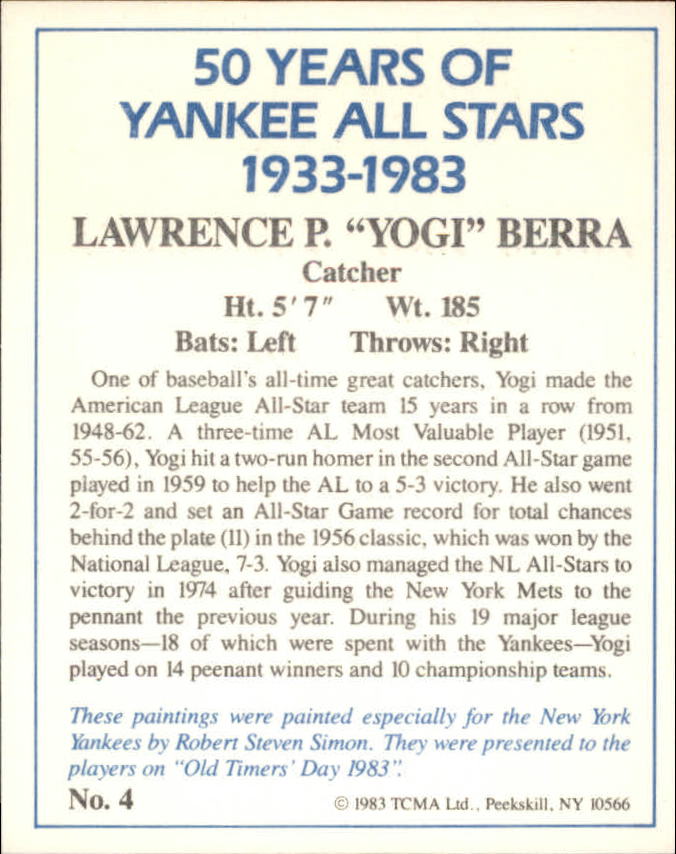 50 YEARS OF
YANKEE ALL STARS
1933-1983
LAWRENCE P. “YOGI” BERRA
Catcher
Ht. 5' 7" Wt. 185
Bats: Left Throws: Right
One of baseball's all-time great catchers, Yogi made the
American League All-Star team 15 years in a row from
1948-62. A three-time AL Most Valuable Player (1951,
55-56), Yogi hit a two-run homer in the second All-Star game
played in 1959 to help the AL to a 5-3 victory. He also went
2-for-2 and set an All-Star Game record for total chances
behind the plate (11) in the 1956 classic, which was won by the
National League, 7-3. Yogi also managed the NL All-Stars to
victory in 1974 after guiding the New York Mets to the
pennant the previous year. During his 19 major league
seasons—18 of which were spent with the Yankees—Yogi
played on 14 peenant winners and 10 championship teams.
These paintings were painted especially for the New York
Yankees by Robert Steven Simon. They were presented to the
players on “Old Timers' Day 1983”.
No. 4 © 1983 TCMA Ltd., Peekskill, NY 10566